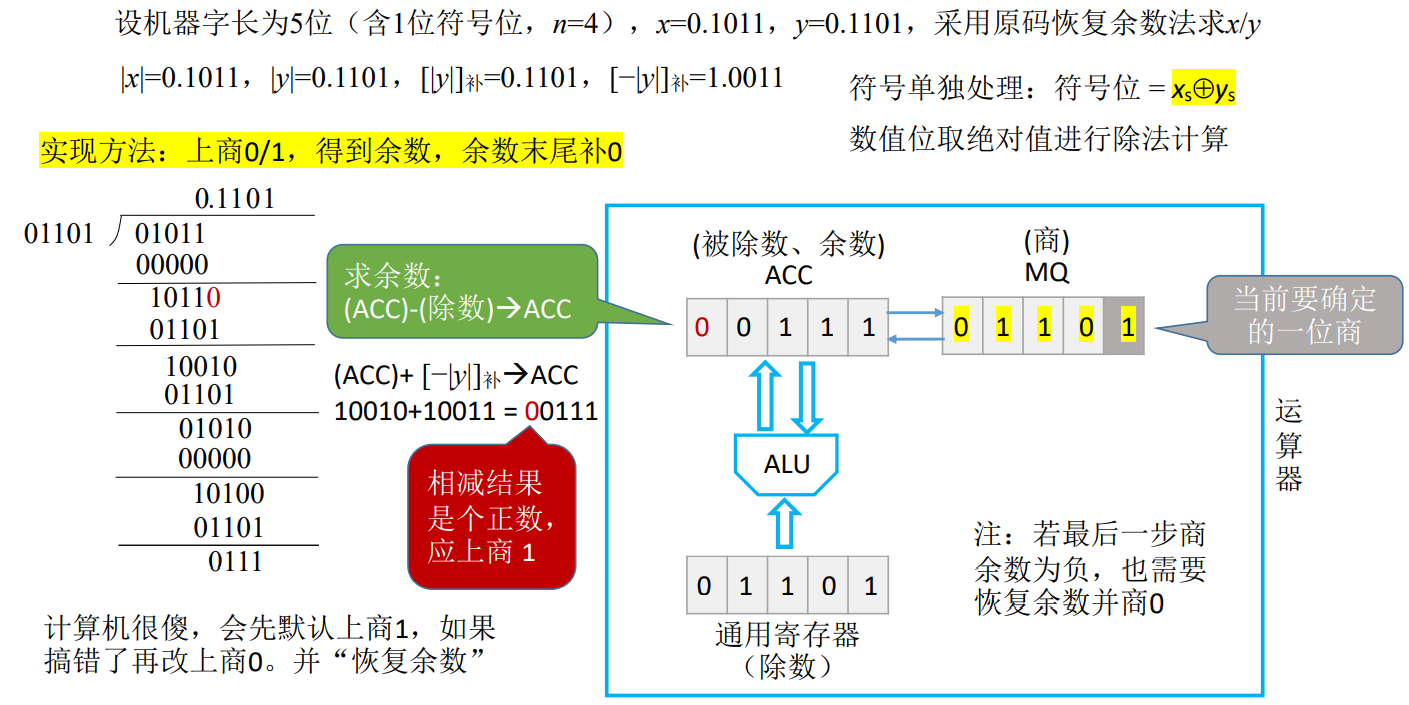 设机器字长为5位（含1位符号位，n=4），x=0.1011，y=0.1101，采用原码恢复余数法求x/y
|x|=0.1011，|y|=0.1101，[|y|]补=0.1101，[−|y|]补=1.0011
符号单独处理：符号位 = xs⊕ys
数值位取绝对值进行除法计算
实现方法：上商0/1，得到余数，余数末尾补0
0.1101
01101
01011
00000
10110
01101
10010
01101
01010
00000
10100
01101
0111
求余数：
(ACC)-(除数)→ACC
(ACC)+ [−|y|]补→ACC
10010+10011 = 00111
相减结果
是个正数，
应上商 1
计算机很傻，会先默认上商1，如果
搞错了再改上商0。并“恢复余数”
(被除数、余数)
ACC
0 0 1 1 1
(商)
MQ
0 1 1 0 1
当前要确定
的一位商
ALU
0 1 1 0 1
通用寄存器
（除数）
运
算
器
注：若最后一步商
余数为负，也需要
恢复余数并商0